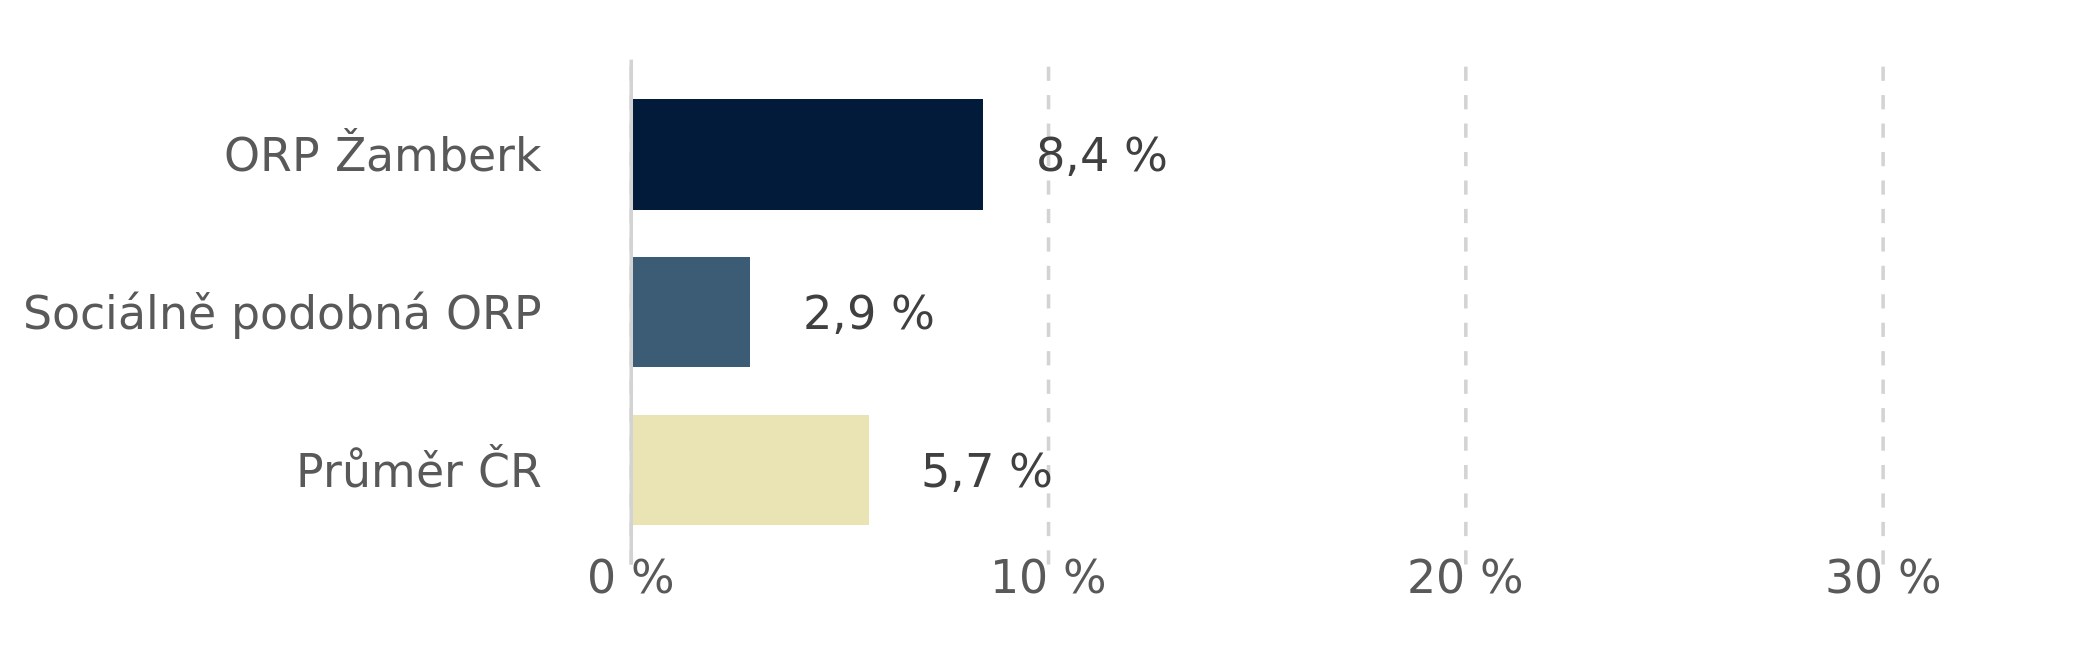 ORP Žamberk 8,4 %
Sociálně podobná ORP 2,9 %
Průměr ČR 5,7 %
0 % 10 % 20 % 30 %